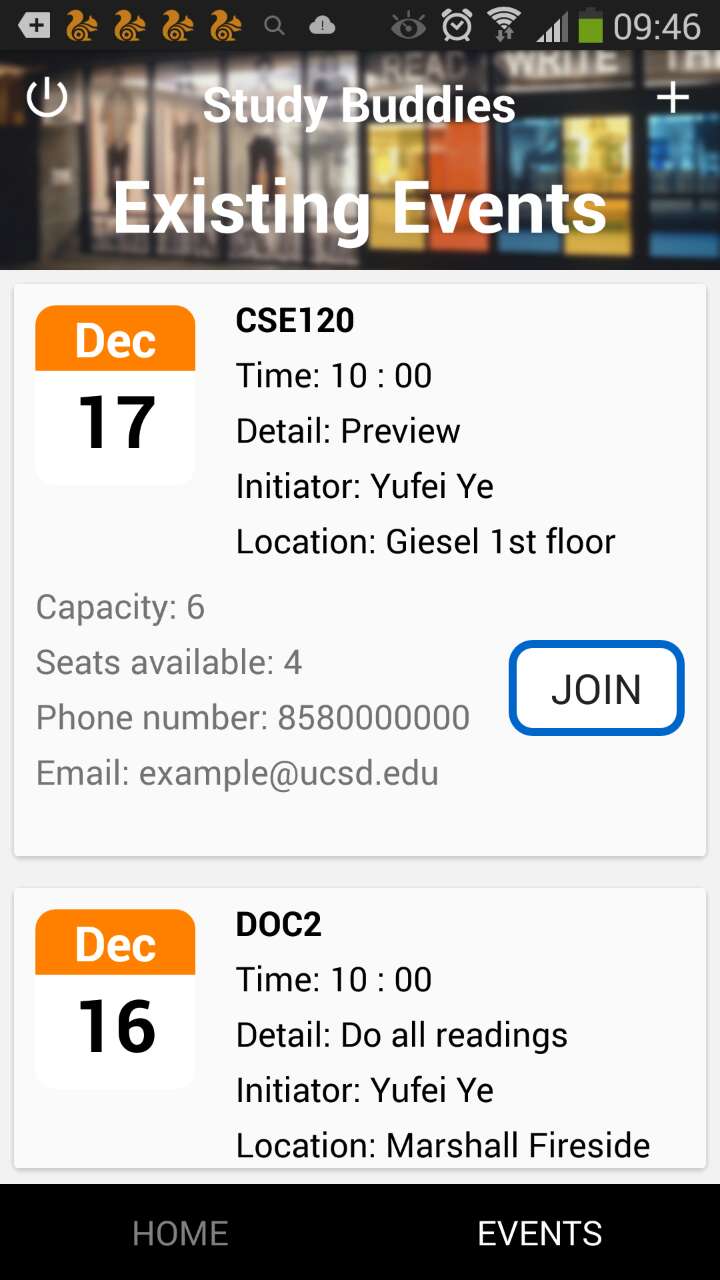 09:46
READ WRITE
Study Buddies
Existing Events
Dec
17
CSE120
Time: 10 : 00
Detail: Preview
Initiator: Yufei Ye
Location: Giesel 1st floor
Capacity: 6
Seats available: 4
Phone number: 8580000000
Email: example@ucsd.edu
JOIN
Dec
16
DOC2
Time: 10 : 00
Detail: Do all readings
Initiator: Yufei Ye
Location: Marshall Fireside
HOME
EVENTS